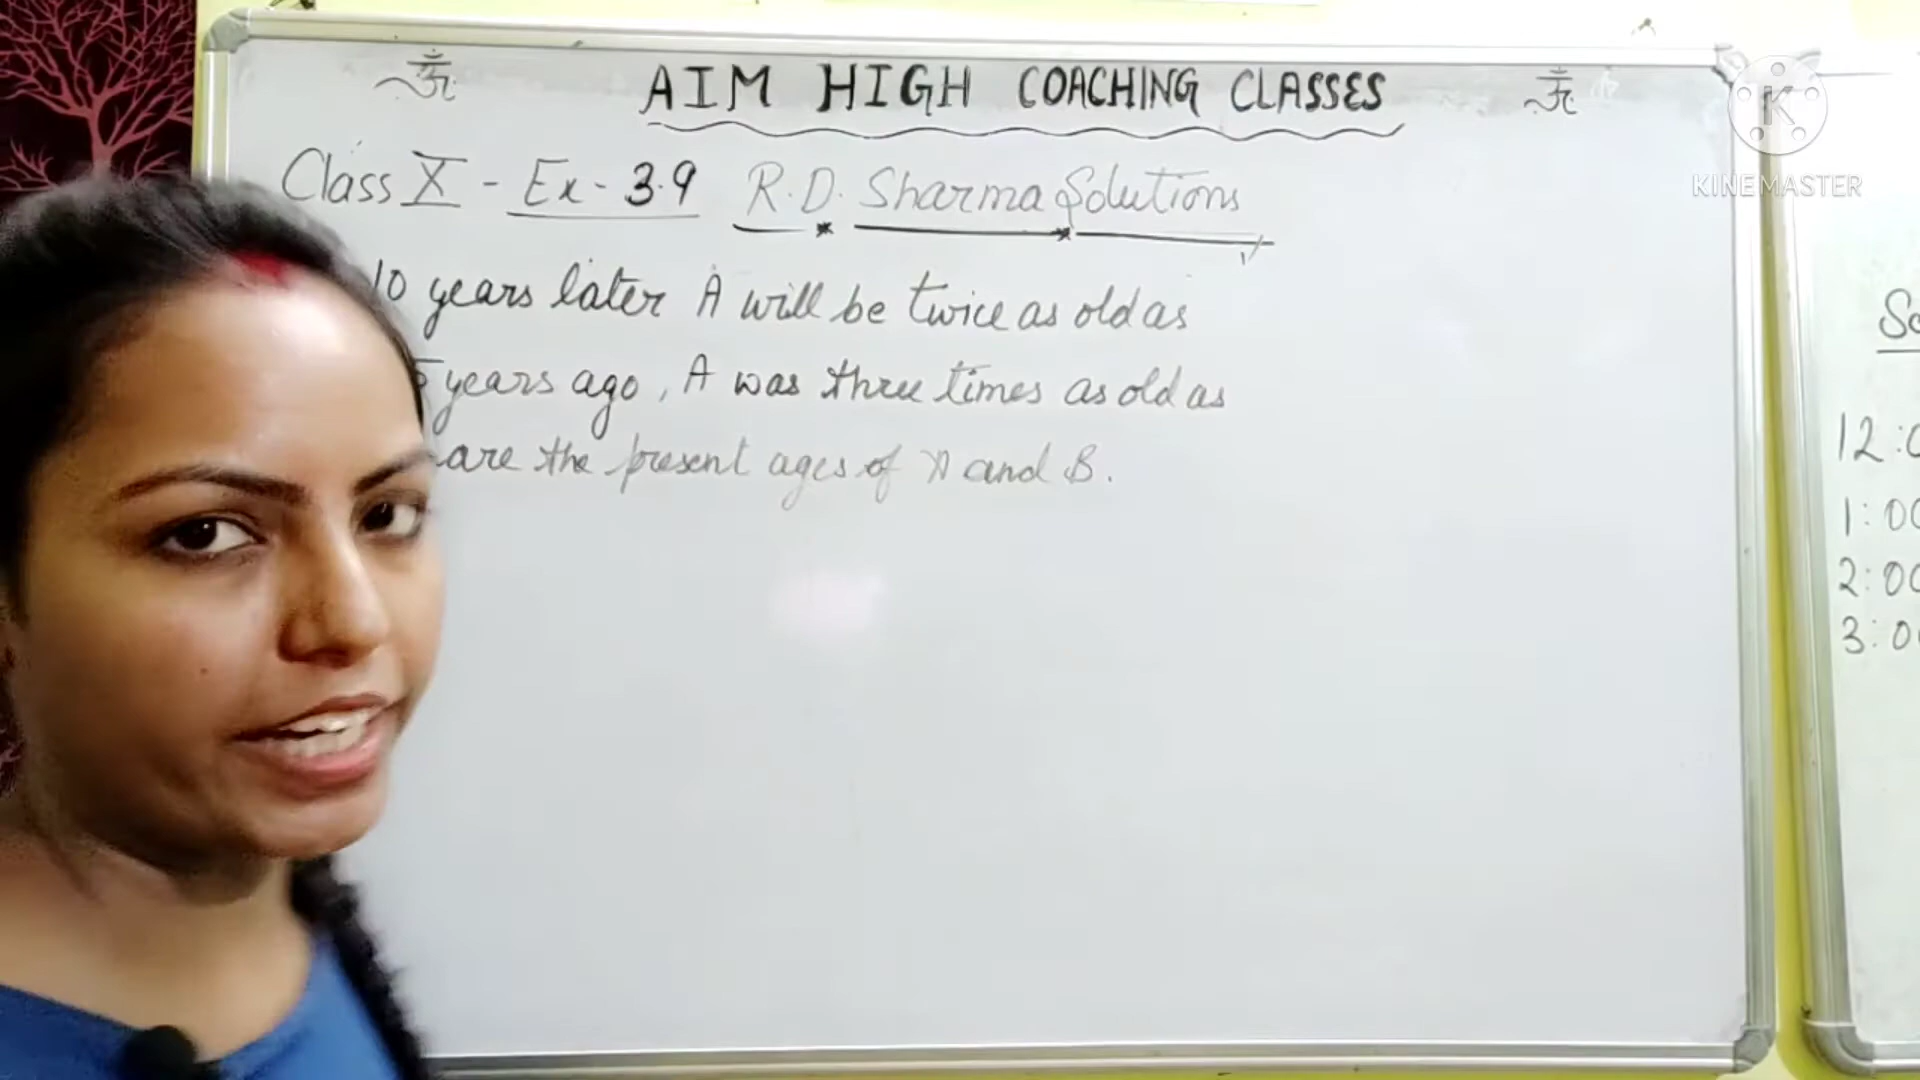 ॐ AIM HIGH COACHING CLASSES ॐ
Class X - Ex - 3.9 R.D. Sharma Solutions
10 years later A will be twice as old as
5 years ago, A was three times as old as
are the present ages of A and B.
K
KINEMASTER
12:0
1:00
2:00
3:00